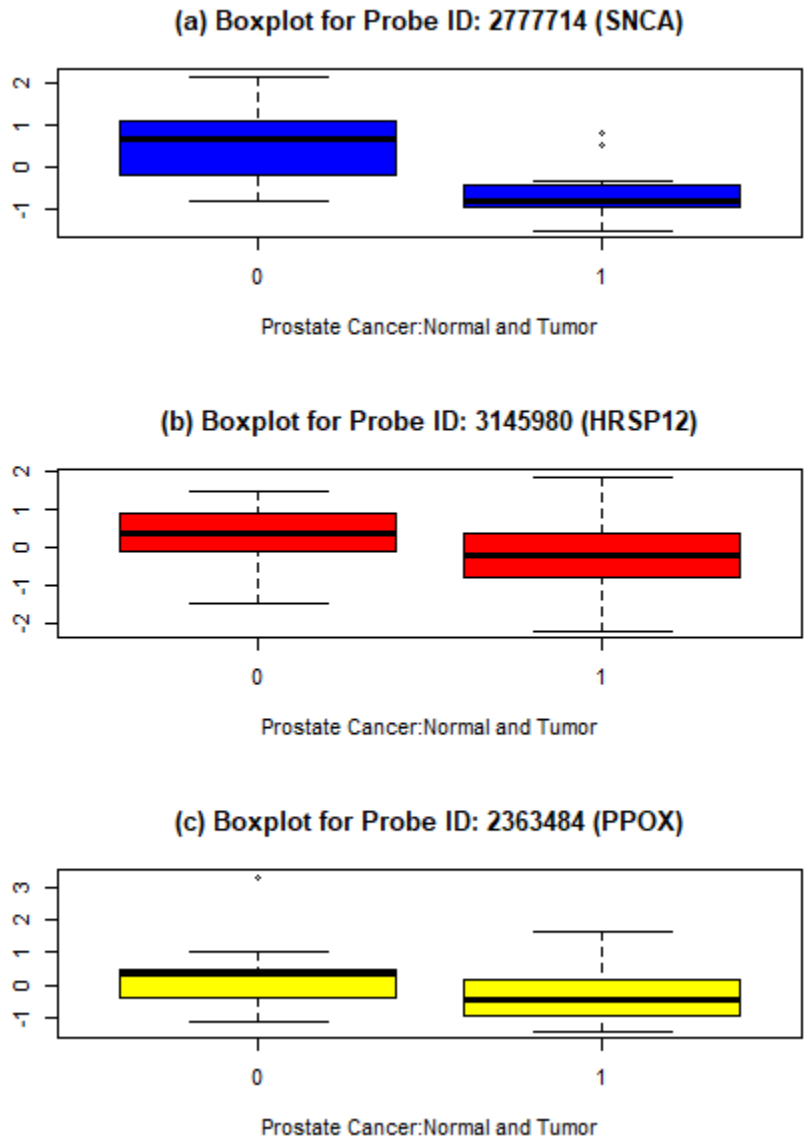 (a) Boxplot for Probe ID: 2777714 (SNCA)
2
1
0
-1
0 1
Prostate Cancer:Normal and Tumor
(b) Boxplot for Probe ID: 3145980 (HRSP12)
2
1
0
-1
-2
0 1
Prostate Cancer:Normal and Tumor
(c) Boxplot for Probe ID: 2363484 (PPOX)
3
2
1
0
-1
0 1
Prostate Cancer:Normal and Tumor